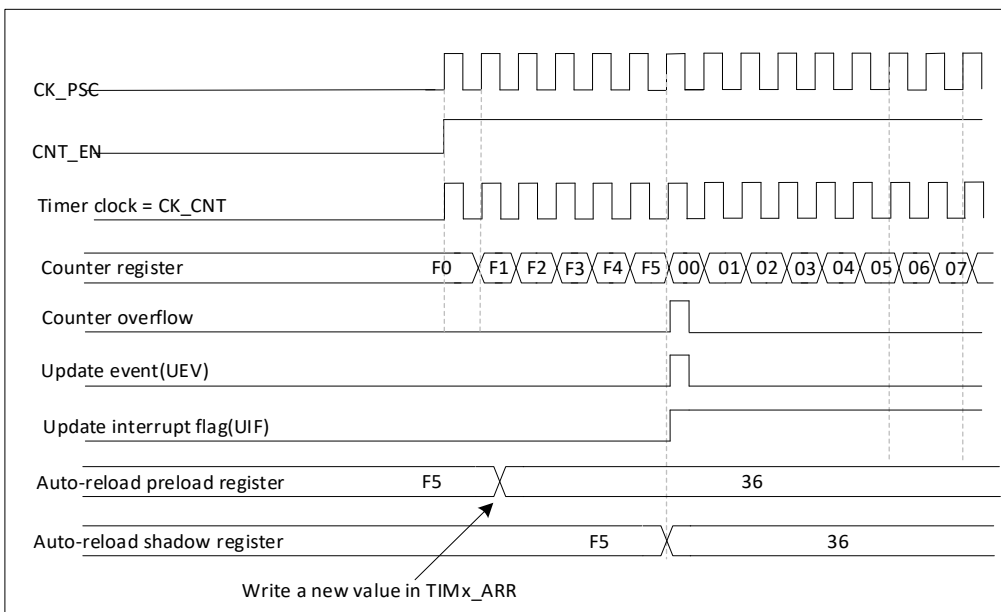 CK_PSC
CNT_EN
Timer clock = CK_CNT
Counter register F0 F1 F2 F3 F4 F5 00 01 02 03 04 05 06 07
Counter overflow
Update event(UEV)
Update interrupt flag(UIF)
Auto-reload preload register F5 36
Auto-reload shadow register F5 36
Write a new value in TIMx_ARR